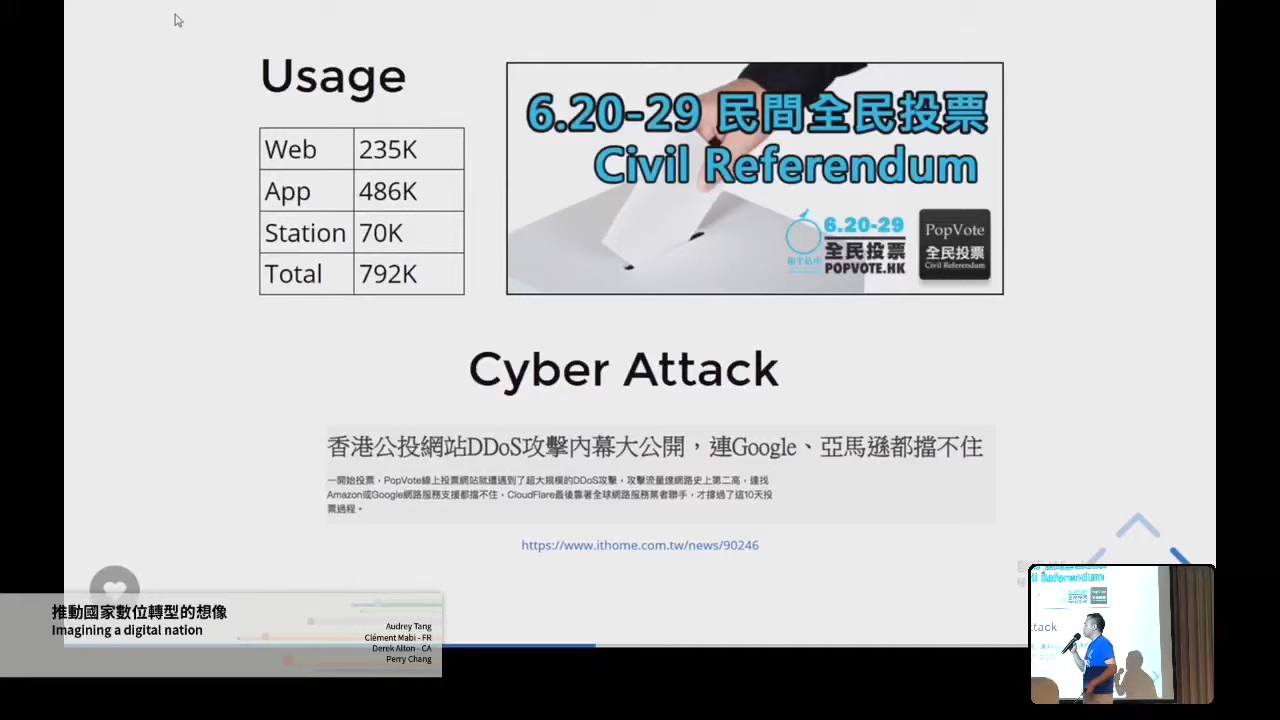 Usage
Web 235K
App 486K
Station 70K
Total 792K
6.20-29 民間全民投票
Civil Referendum
6.20-29
全民投票
POPVOTE.HK
PopVote
全民投票
Civil Referendum
Cyber Attack
香港公投網站DDoS攻擊內幕大公開，連Google、亞馬遜都擋不住
一開始投票，PopVote線上投票網站就遭遇到了超大規模的DDoS攻擊，攻擊流量達網路史上第二高，連找
Amazon或Google網路服務支援都擋不住，CloudFlare最後靠著全球網路服務業者聯手，才撐過了這10天投
票過程。
https://www.ithome.com.tw/news/90246
推動國家數位轉型的想像
Imagining a digital nation
Audrey Tang
Clément Mabi - FR
Derek Alton - CA
Perry Chang